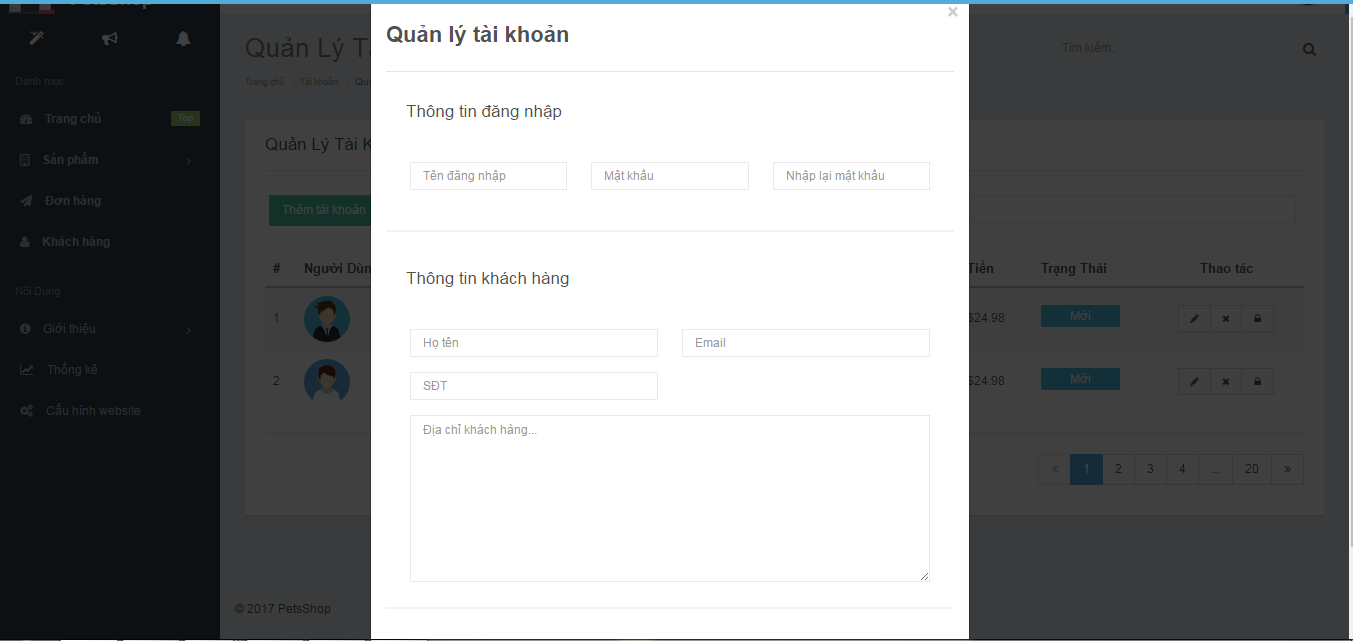 PetsShop
×
Quản lý tài khoản
Quản Lý T
Tìm kiếm..
Danh mục
Trang chủ › Tài khoản › Qu
Thông tin đăng nhập
Trang chủ Top
Quản Lý Tài K
Sản phẩm
Tên đăng nhập Mật khẩu Nhập lại mật khẩu
Đơn hàng
Thêm tài khoản
Khách hàng
# Người Dùn Tiền Trạng Thái Thao tác
Thông tin khách hàng
Nôi Dung
1 $24.98 Mới
Giới thiệu
Họ tên Email
Thống kê
2 $24.98 Mới
SĐT
Cấu hình website
Địa chỉ khách hàng...
« 1 2 3 4 ... 20 »
© 2017 PetsShop